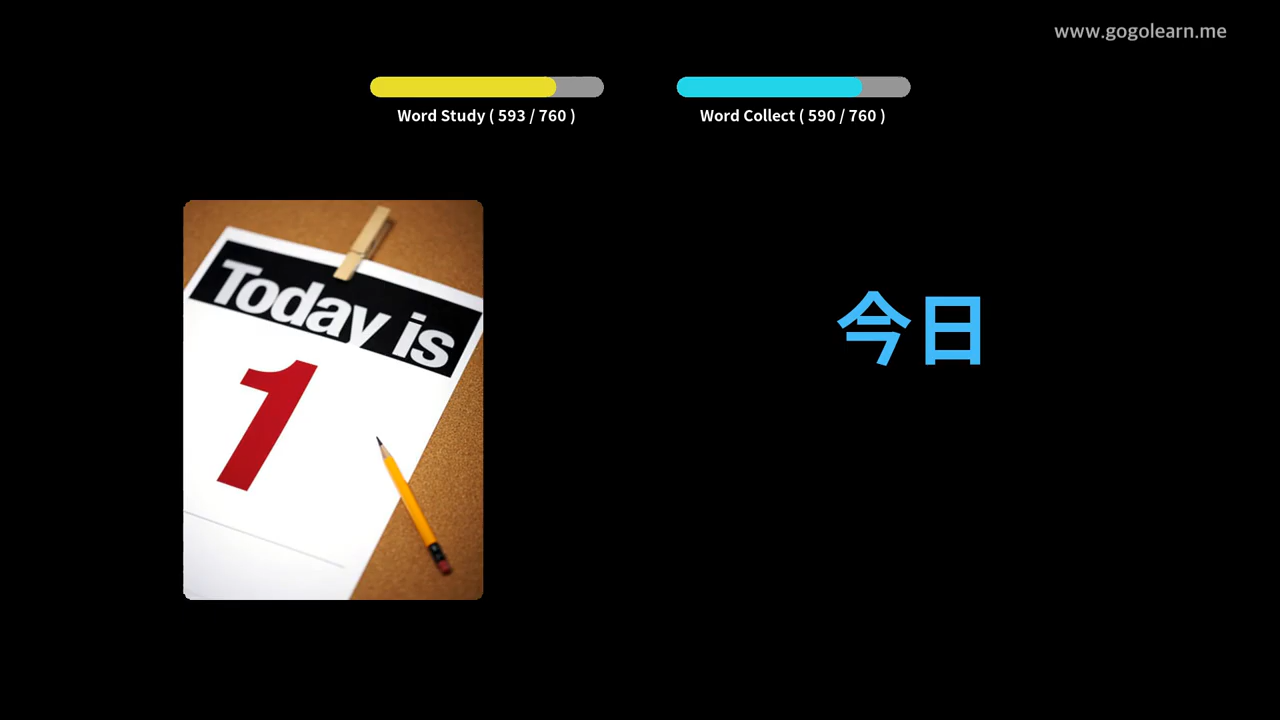 www.gogolearn.me
Word Study ( 593 / 760 )
Word Collect ( 590 / 760 )
Today is
1
今日